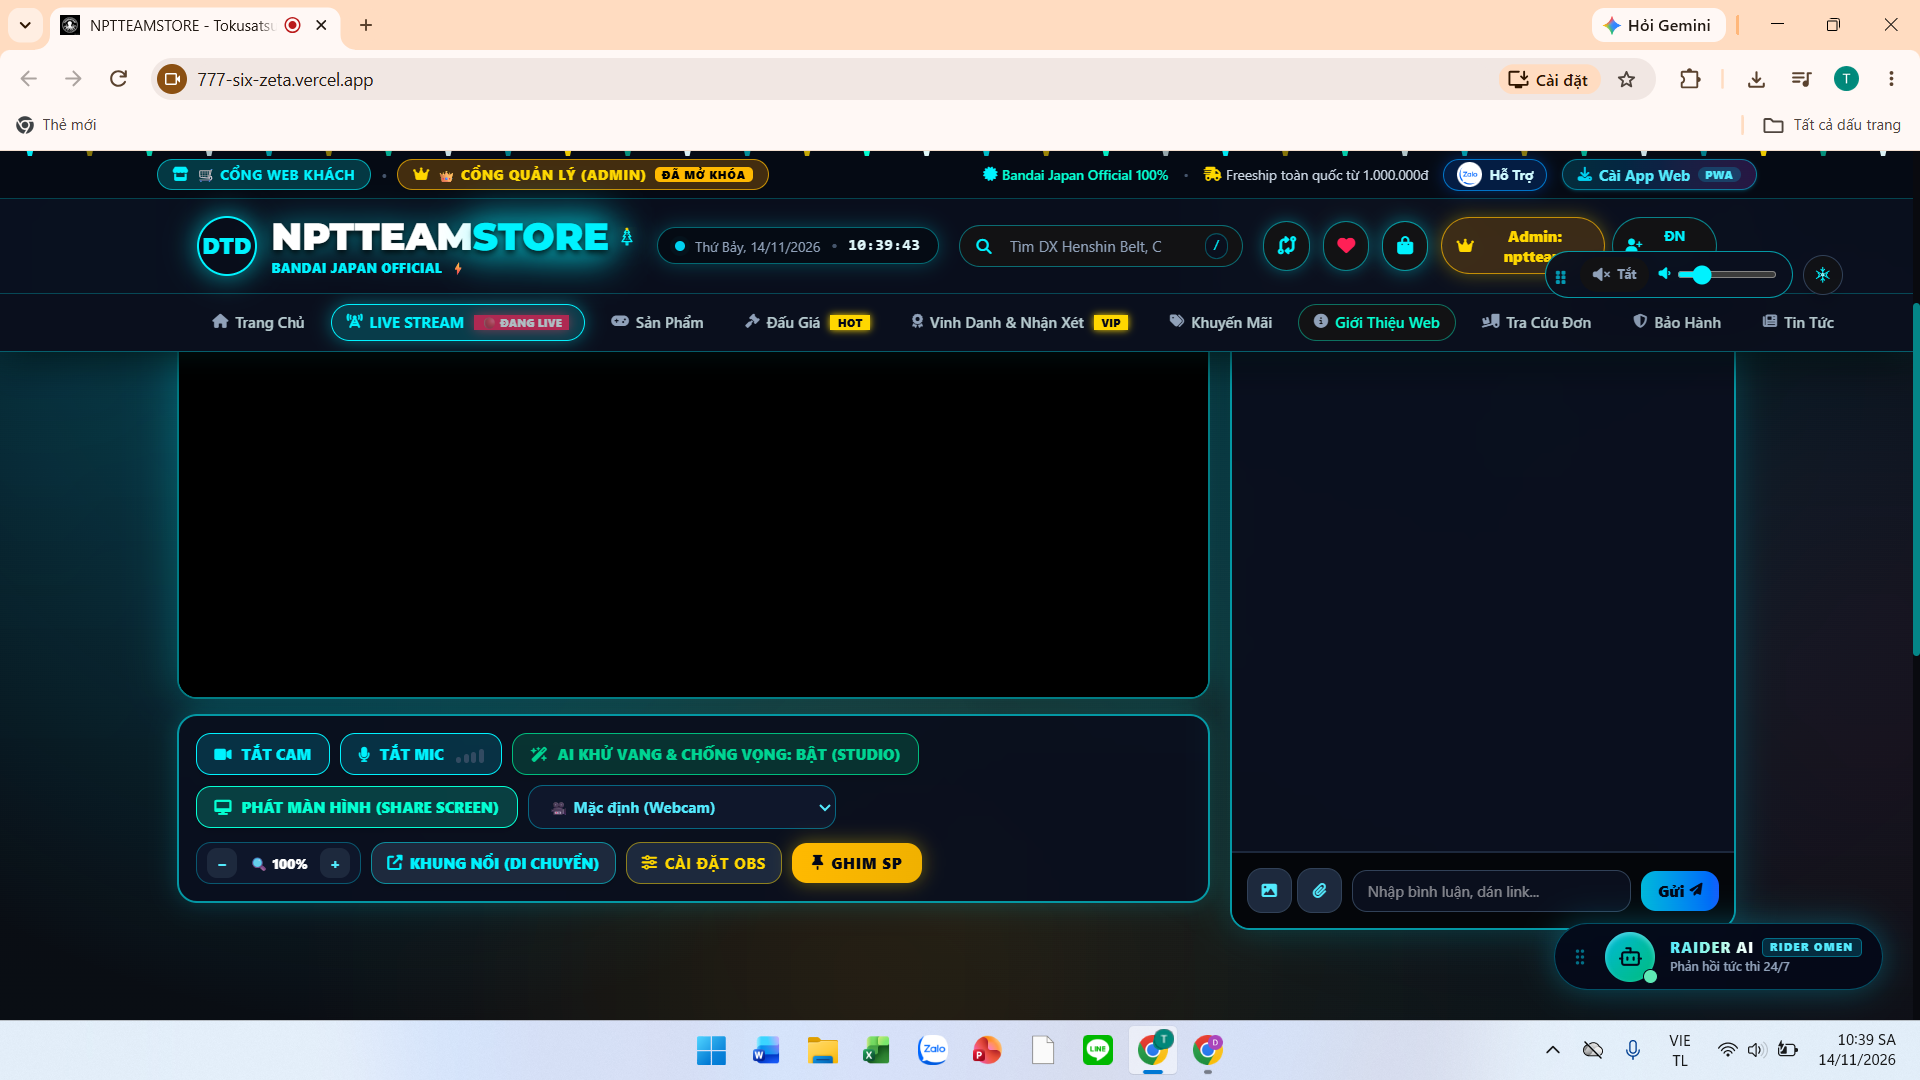 NPTTEAMSTORE - Tokusatsu
Hỏi Gemini
777-six-zeta.vercel.app
Cài đặt
T
Thẻ mới
Tất cả dấu trang
CỔNG WEB KHÁCH
CỔNG QUẢN LÝ (ADMIN) ĐÃ MỞ KHÓA
Bandai Japan Official 100%
Freeship toàn quốc từ 1.000.000đ
Zalo Hỗ Trợ
Cài App Web PWA
DTD
NPTTEAMSTORE
BANDAI JAPAN OFFICIAL
Thứ Bảy, 14/11/2026 • 10:39:43
Tìm DX Henshin Belt, C
/
Admin:
ĐN
Tắt
Trang Chủ
LIVE STREAM ĐANG LIVE
Sản Phẩm
Đấu Giá HOT
Vinh Danh & Nhận Xét VIP
Khuyến Mãi
Giới Thiệu Web
Tra Cứu Đơn
Bảo Hành
Tin Tức
TẮT CAM
TẮT MIC
AI KHỬ VANG & CHỐNG VỌNG: BẬT (STUDIO)
PHÁT MÀN HÌNH (SHARE SCREEN)
Mặc định (Webcam)
− 100% +
KHUNG NỔI (DI CHUYỂN)
CÀI ĐẶT OBS
GHIM SP
Nhập bình luận, dán link...
Gửi
RAIDER AI RIDER OMEN
Phản hồi tức thì 24/7
VIE
TL
10:39 SA
14/11/2026